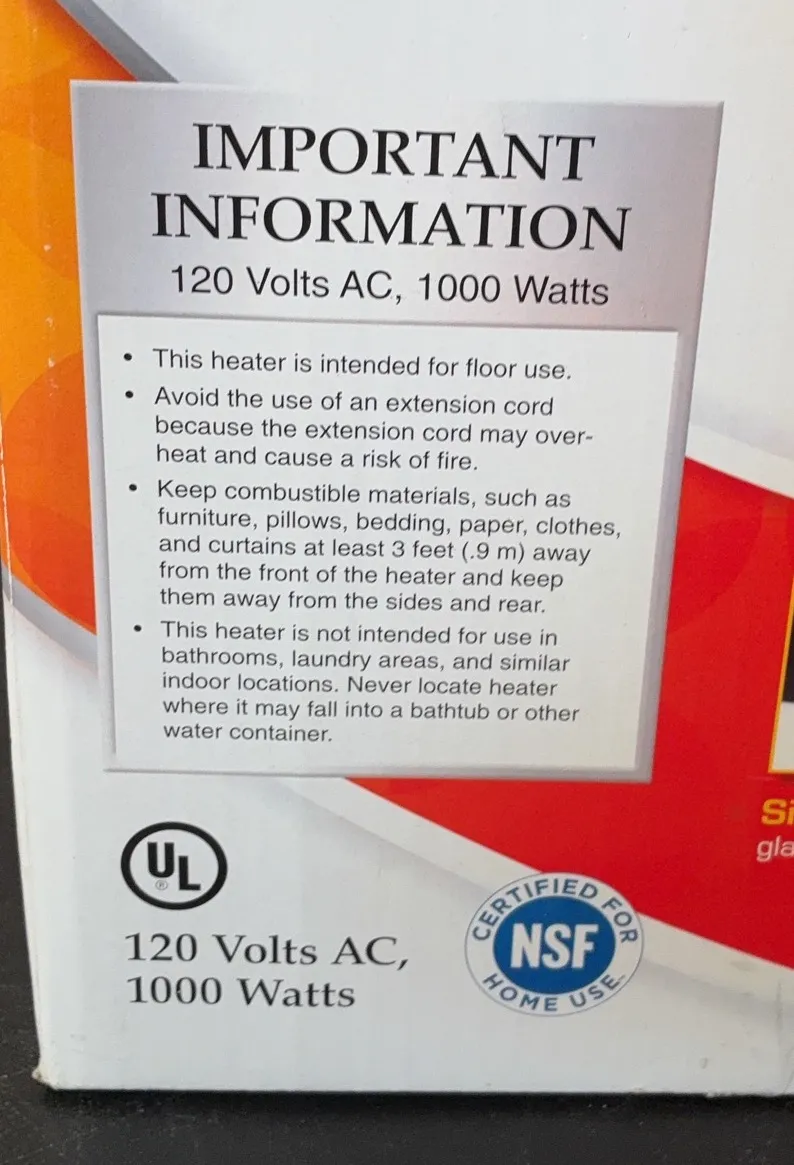 IMPORTANT
INFORMATION
120 Volts AC, 1000 Watts
• This heater is intended for floor use.
• Avoid the use of an extension cord
because the extension cord may over-
heat and cause a risk of fire.
• Keep combustible materials, such as
furniture, pillows, bedding, paper, clothes,
and curtains at least 3 feet (.9 m) away
from the front of the heater and keep
them away from the sides and rear.
• This heater is not intended for use in
bathrooms, laundry areas, and similar
indoor locations. Never locate heater
where it may fall into a bathtub or other
water container.
UL
®
120 Volts AC,
1000 Watts
CERTIFIED FOR
NSF
HOME USE™
Si
gla